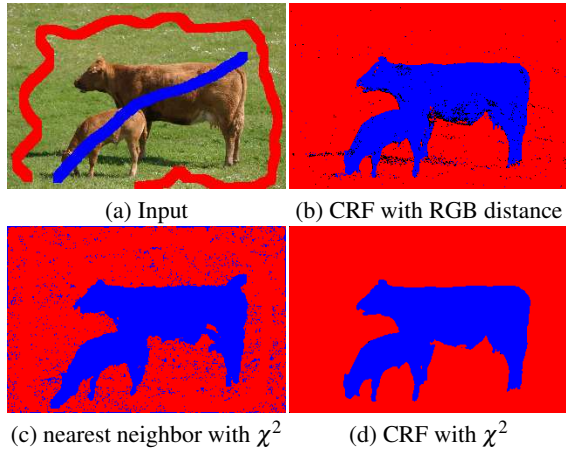 (a) Input
(b) CRF with RGB distance
(c) nearest neighbor with χ²
(d) CRF with χ²